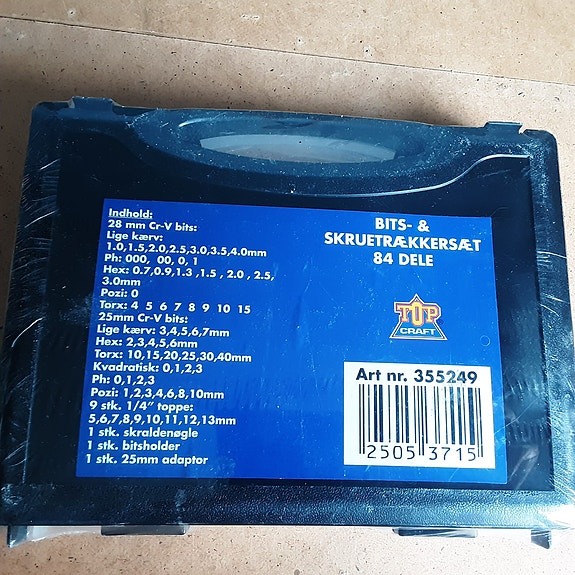 Indhold:
28 mm Cr-V bits:
Lige kærv:
1.0,1.5,2.0,2.5,3.0.3.5,4.0mm
Ph: 000, 00, 0, 1
Hex: 0.7,0.9,1.3 ,1.5 , 2.0 , 2.5,
3.0mm
Pozi: 0
Torx: 4 5 6 7 8 9 10 15
25mm Cr-V bits:
Lige kærv: 3,4,5,6,7mm
Hex: 2,3,4,5,6mm
Torx: 10,15,20,25,30,40mm
Kvadratisk: 0,1,2,3
Ph: 0,1,2,3
Pozi: 1,2,3,4,6,8,10mm
9 stk. 1/4” toppe:
5,6,7,8,9,10,11,12,13mm
1 stk. skraldenøgle
1 stk. bitsholder
1 stk. 25mm adaptor
BITS- &
SKRUETRÆKKERSÆT
84 DELE
TOP
CRAFT
Art nr. 355249
2505 3715